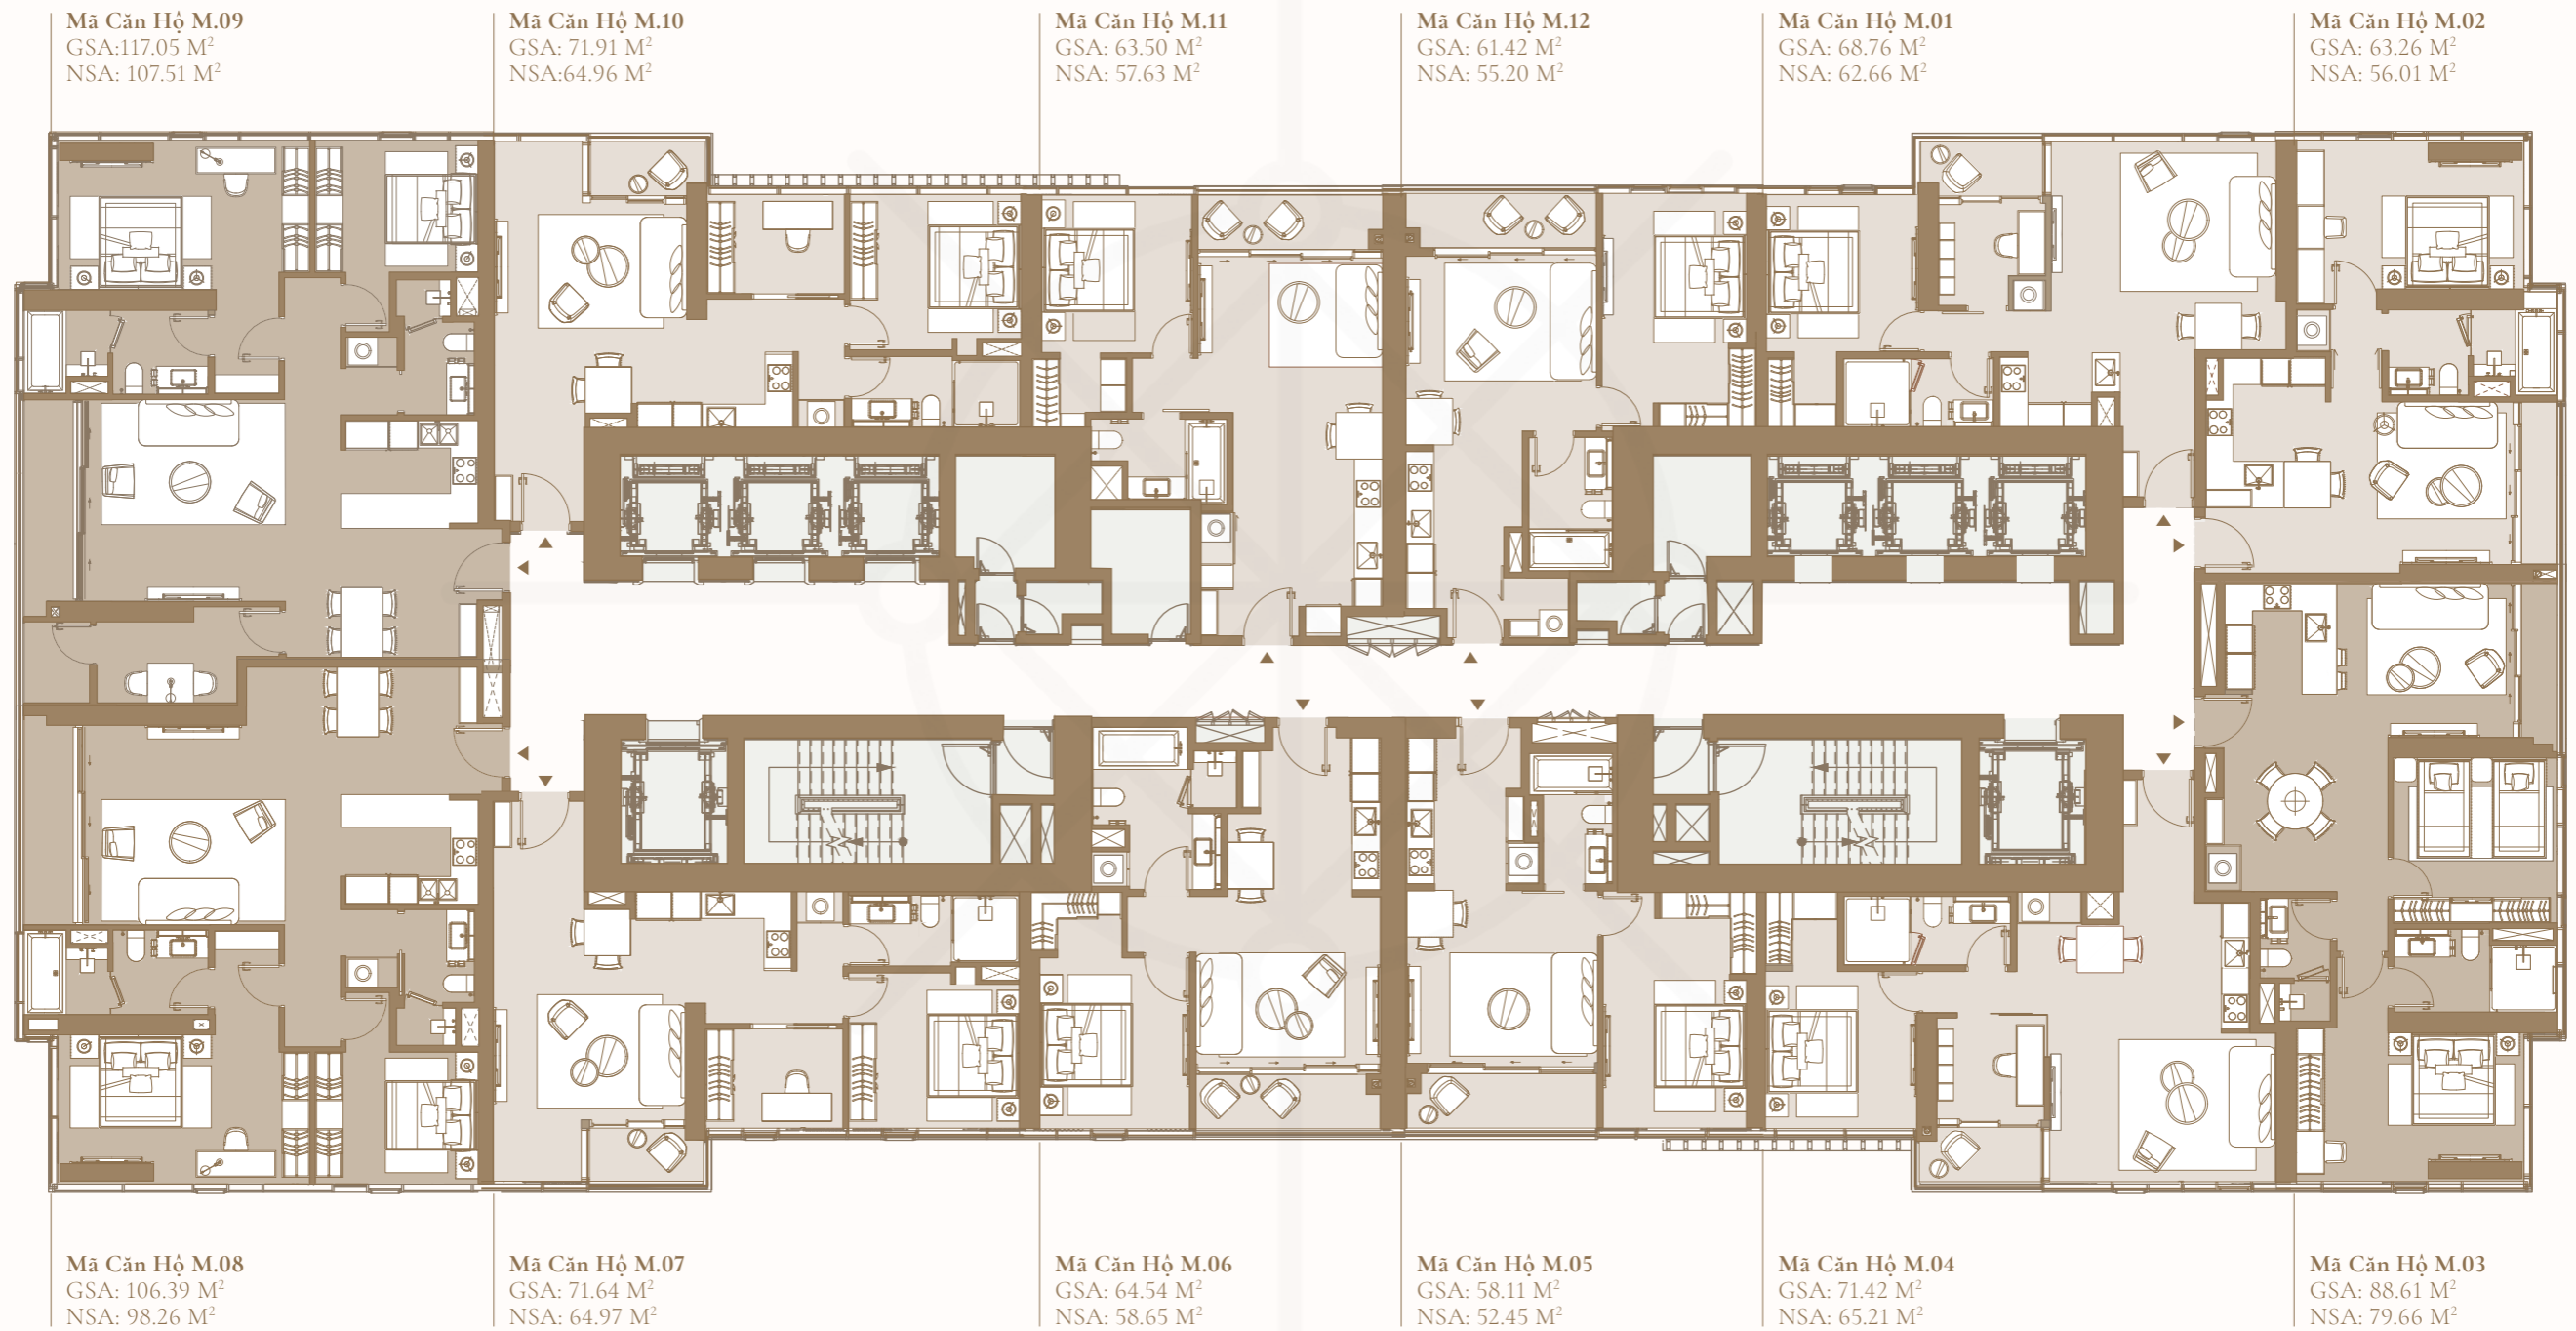 Mã Căn Hộ M.09
GSA:117.05 M²
NSA: 107.51 M²
Mã Căn Hộ M.10
GSA: 71.91 M²
NSA:64.96 M²
Mã Căn Hộ M.11
GSA: 63.50 M²
NSA: 57.63 M²
Mã Căn Hộ M.12
GSA: 61.42 M²
NSA: 55.20 M²
Mã Căn Hộ M.01
GSA: 68.76 M²
NSA: 62.66 M²
Mã Căn Hộ M.02
GSA: 63.26 M²
NSA: 56.01 M²
Mã Căn Hộ M.08
GSA: 106.39 M²
NSA: 98.26 M²
Mã Căn Hộ M.07
GSA: 71.64 M²
NSA: 64.97 M²
Mã Căn Hộ M.06
GSA: 64.54 M²
NSA: 58.65 M²
Mã Căn Hộ M.05
GSA: 58.11 M²
NSA: 52.45 M²
Mã Căn Hộ M.04
GSA: 71.42 M²
NSA: 65.21 M²
Mã Căn Hộ M.03
GSA: 88.61 M²
NSA: 79.66 M²